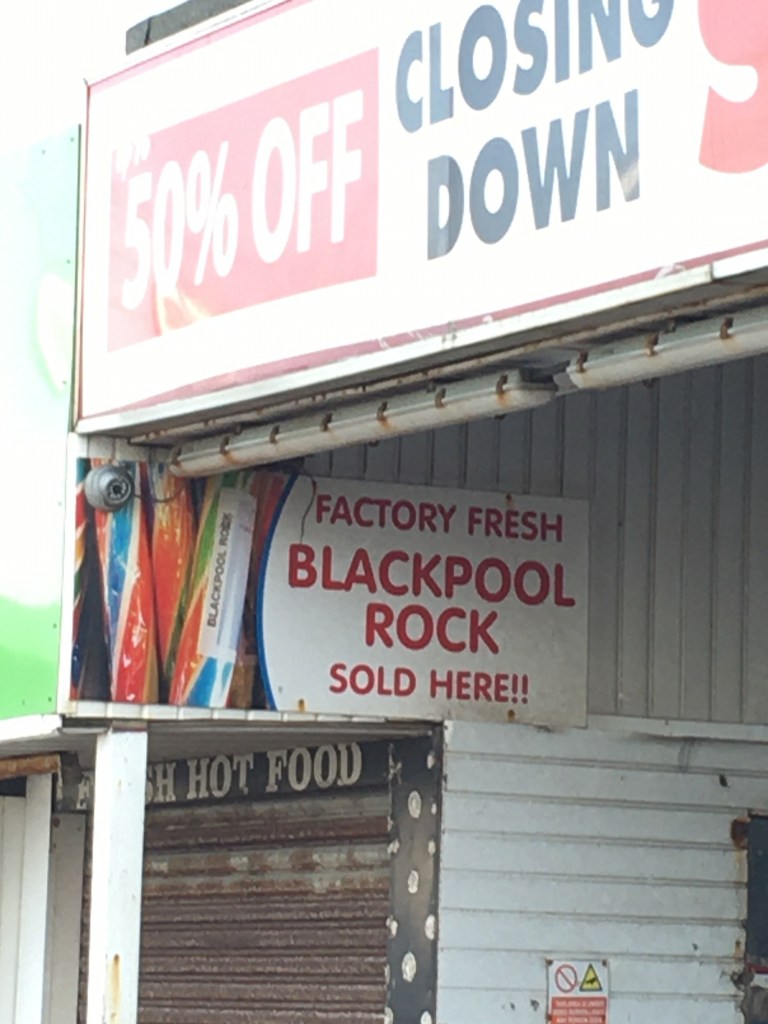 50% OFF
CLOSING
DOWN
FACTORY FRESH
BLACKPOOL
ROCK
SOLD HERE!!
BLACKPOOL ROCK
HOT FOOD